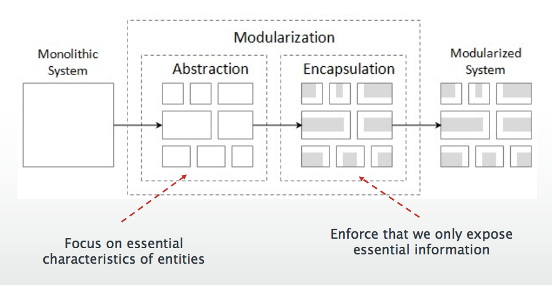 Modularization
Monolithic
System
Abstraction
Encapsulation
Modularized
System
Focus on essential
characteristics of entities
Enforce that we only expose
essential information